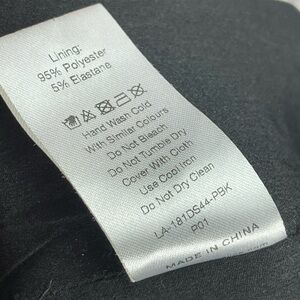 Lining:
95% Polyester
5% Elastane
Hand Wash Cold
With Similar Colours
Do Not Bleach
Do Not Tumble Dry
Cover With Cloth
Use Cool Iron
Do Not Dry Clean
LA-181DS44-PBK
P01
MADE IN CHINA